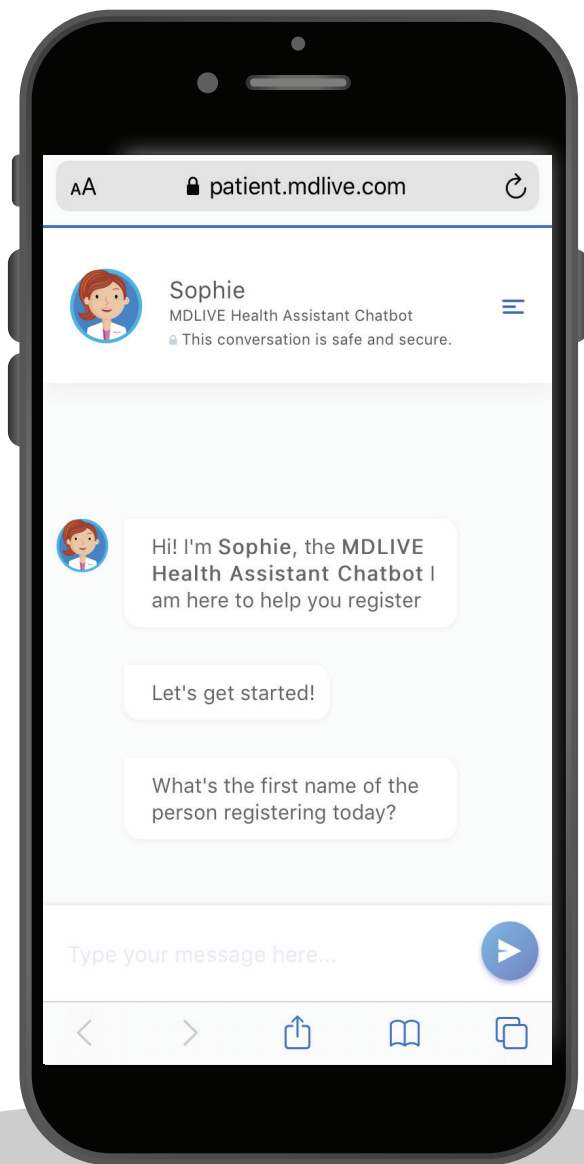 AA
patient.mdlive.com
Sophie
MDLIVE Health Assistant Chatbot
This conversation is safe and secure.
Hi! I'm Sophie, the MDLIVE
Health Assistant Chatbot I
am here to help you register
Let's get started!
What's the first name of the
person registering today?
Type your message here...